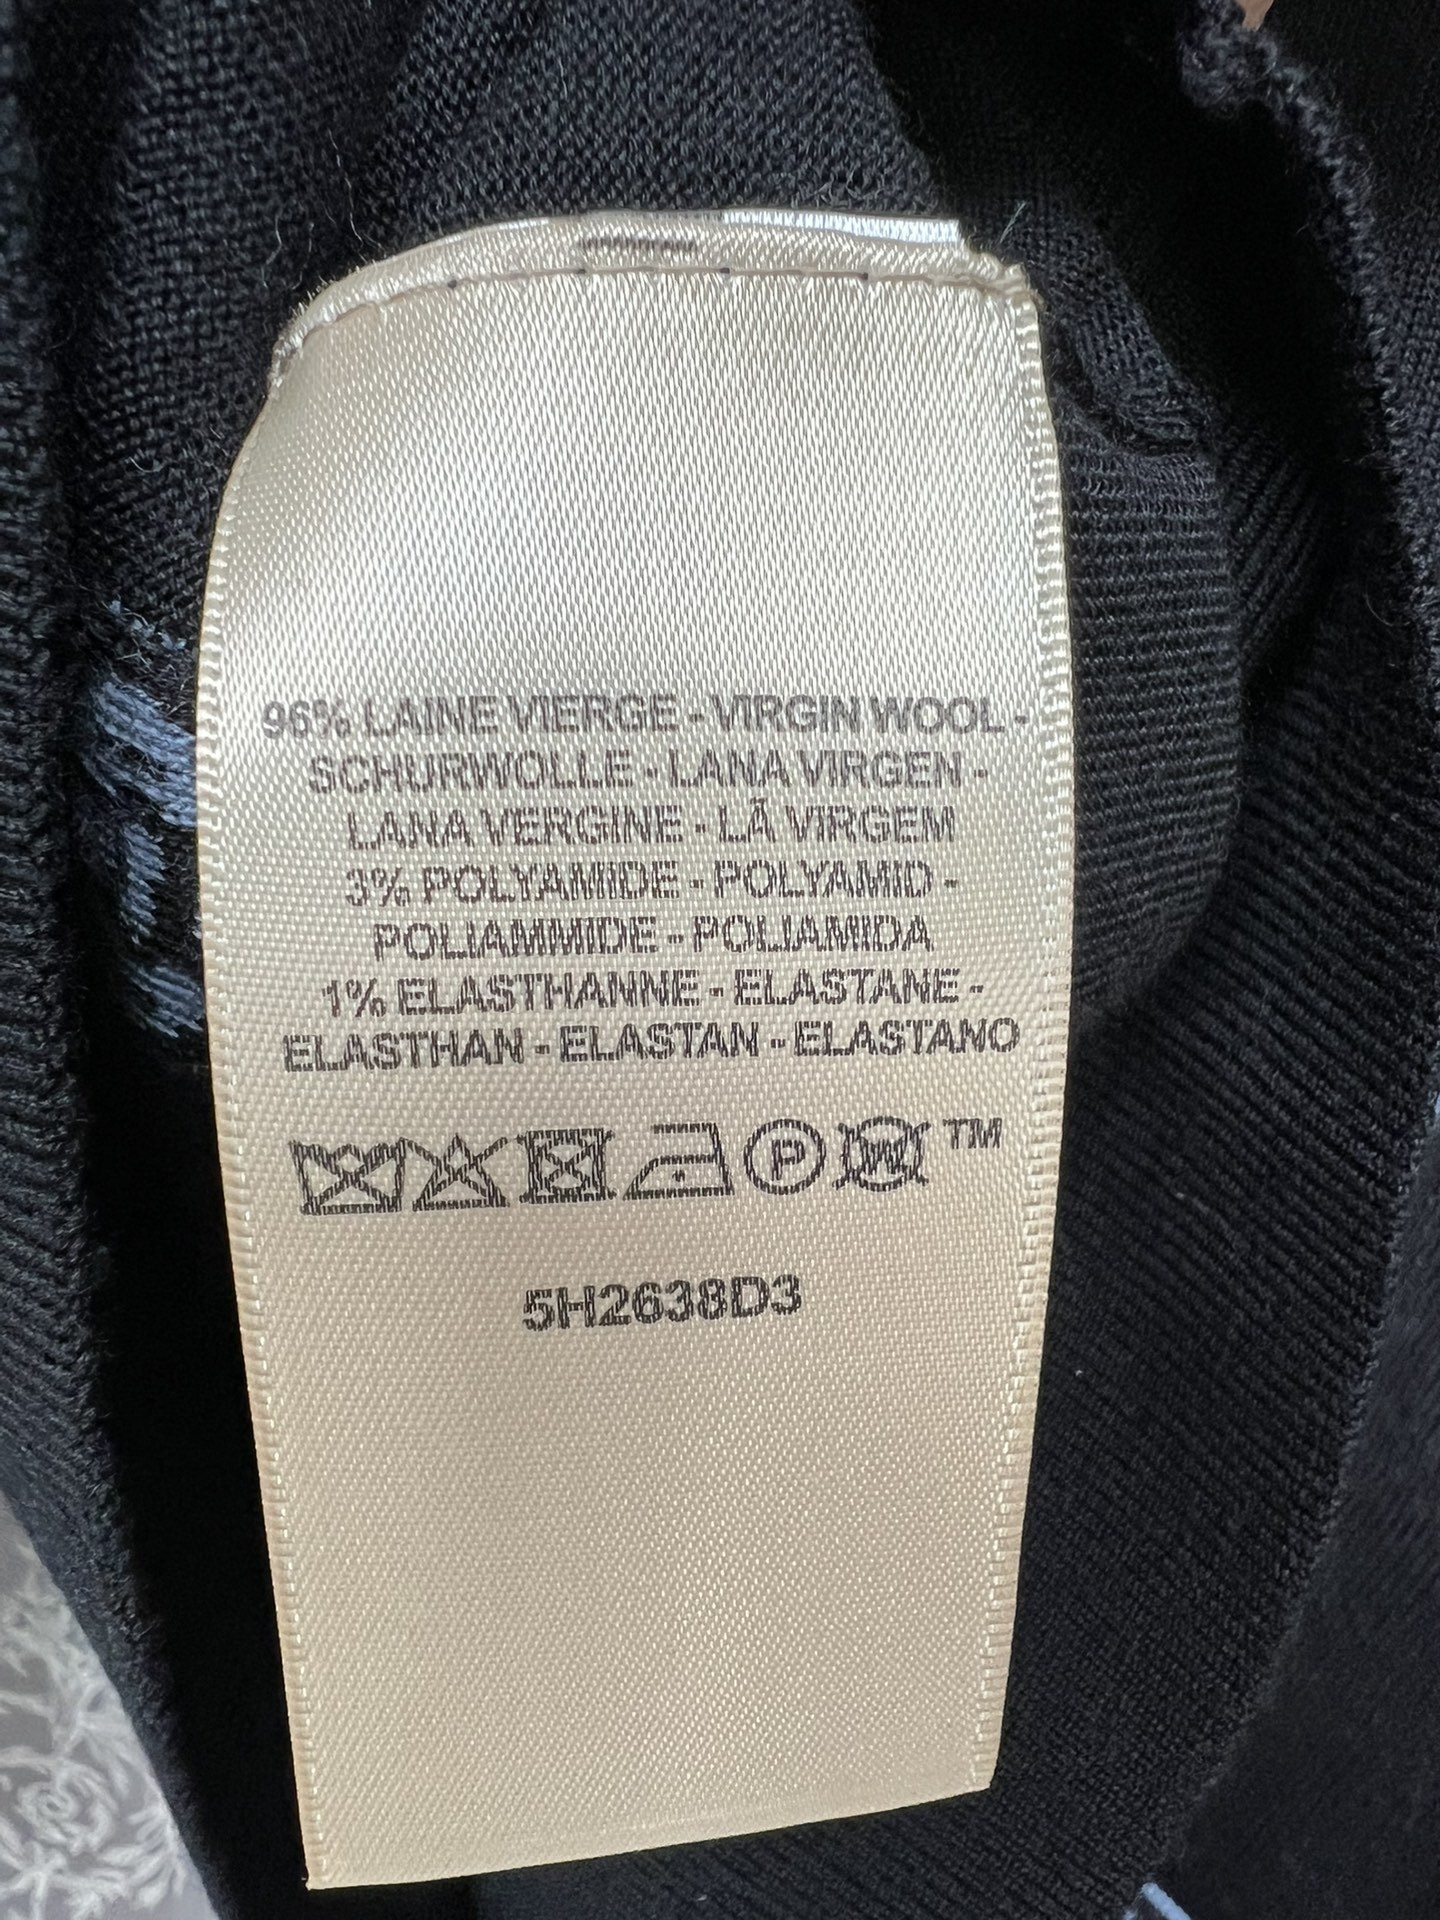 96% LAINE VIERGE - VIRGIN WOOL -
SCHURWOLLE - LANA VIRGEN -
LANA VERGINE - LÃ VIRGEM
3% POLYAMIDE - POLYAMID -
POLIAMMIDE - POLIAMIDA
1% ELASTHANNE - ELASTANE -
ELASTHAN - ELASTAN - ELASTANO
P W TM
5H2638D3